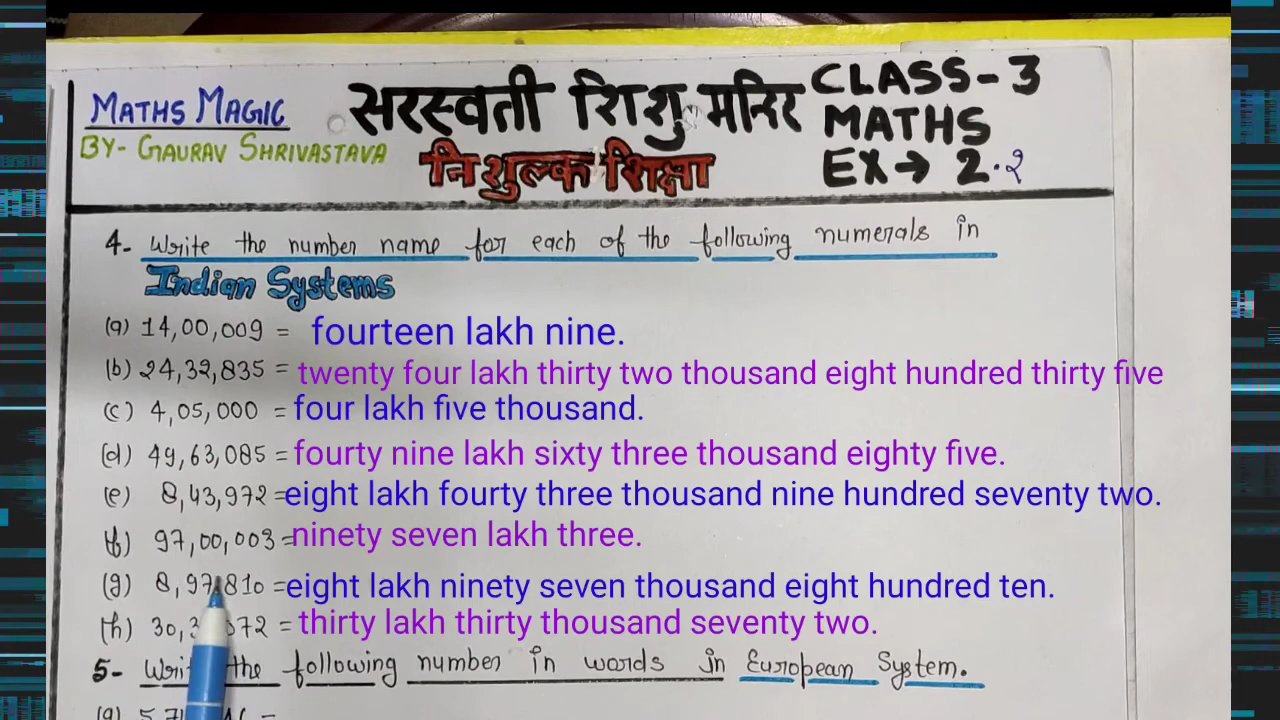 MATHS MAGIC
BY- GAURAV SHRIVASTAVA
सरस्वती शिशु मन्दिर
निशुल्क शिक्षा
CLASS-3
MATHS
EX→ 2.2
4- Write the number name for each of the following numerals in
Indian Systems
(a) 14,00,009 = fourteen lakh nine.
(b) 24,32,835 = twenty four lakh thirty two thousand eight hundred thirty five
(c) 4,05,000 = four lakh five thousand.
(d) 49,63,085 = fourty nine lakh sixty three thousand eighty five.
(e) 8,43,972 = eight lakh fourty three thousand nine hundred seventy two.
(f) 97,00,003 = ninety seven lakh three.
(g) 8,97,810 = eight lakh ninety seven thousand eight hundred ten.
(h) = thirty lakh thirty thousand seventy two.
5- Write the following number in words in European System.